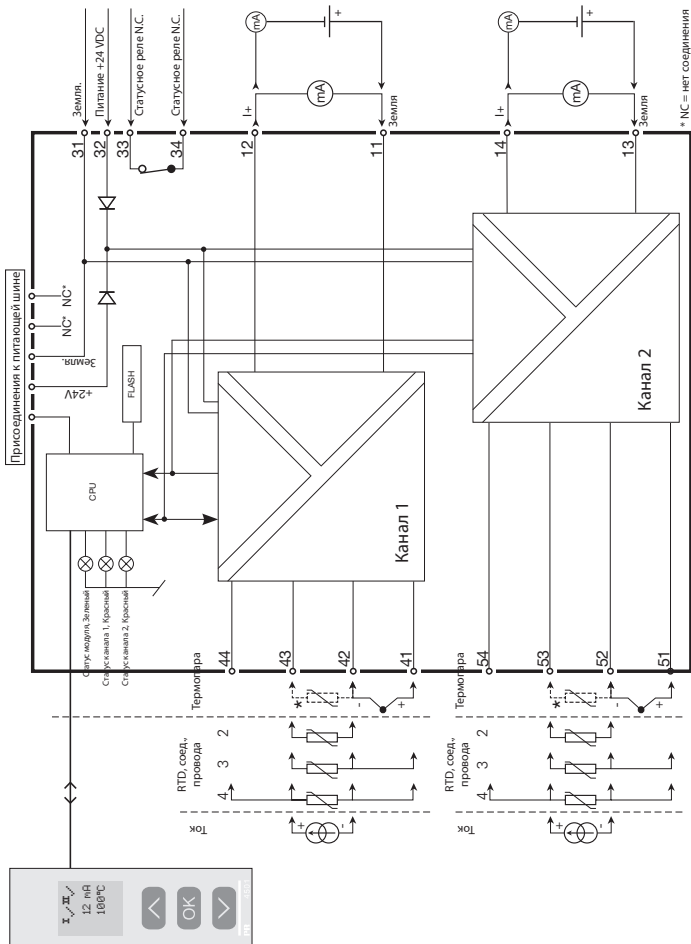 Присоединения к питающей шине
NC*
NC*
Земля.
+24V
FLASH
CPU
Земля.
Питание +24 VDC
Статусное реле N.C.
Статусное реле N.C.
31
32
33
34
12
11
14
13
mA
mA
+
I+
Земля
mA
mA
+
I+
Земля
* NC = нет соединения
Статус модуля, Зеленый
Статус канала 1, Красный
Статус канала 2, Красный
Канал 1
Канал 2
44
43
42
41
54
53
52
51
Термопара
*
-
+
RTD, соед.,
провода
2
3
4
Ток
+
-
Термопара
*
-
+
RTD, соед.,
провода
2
3
4
Ток
+
-
I ✓ II ✓
12 mA
100°C
OK
PR
4501